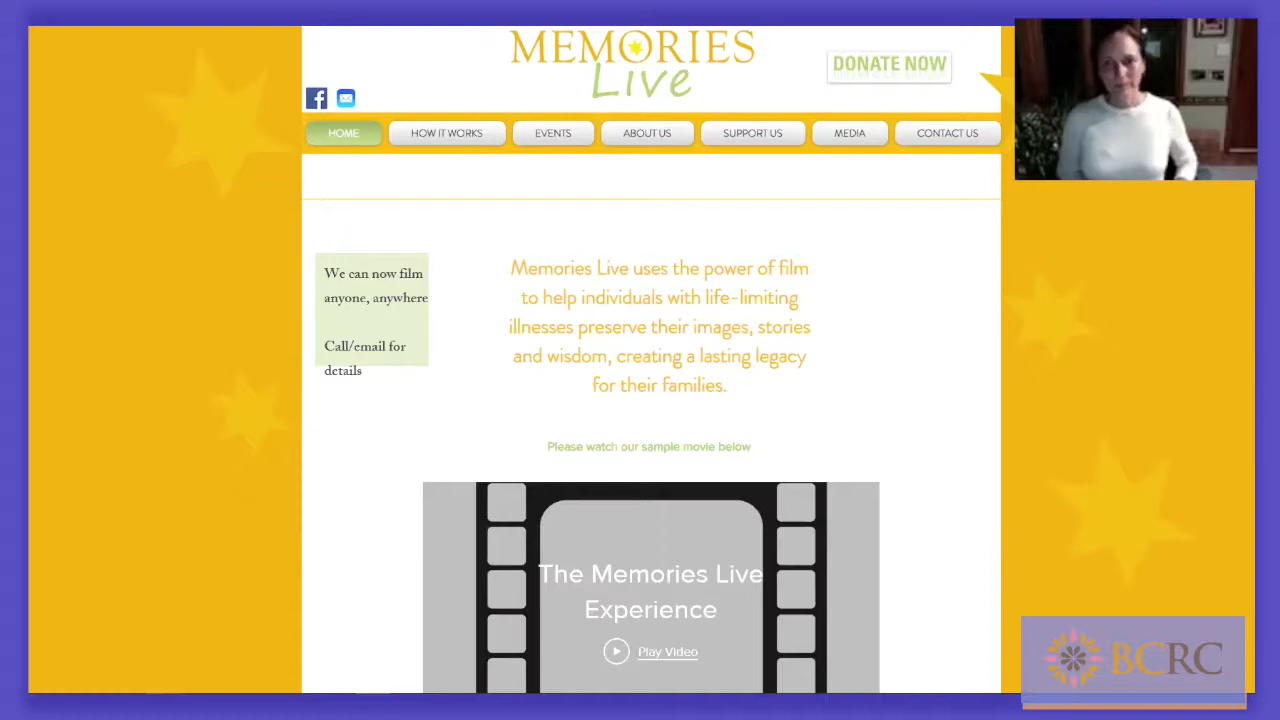 MEMORIES
Live
DONATE NOW
HOME
HOW IT WORKS
EVENTS
ABOUT US
SUPPORT US
MEDIA
CONTACT US
We can now film
anyone, anywhere
Call/email for
details
Memories Live uses the power of film
to help individuals with life-limiting
illnesses preserve their images, stories
and wisdom, creating a lasting legacy
for their families.
Please watch our sample movie below
The Memories Live
Experience
Play Video
BCRC